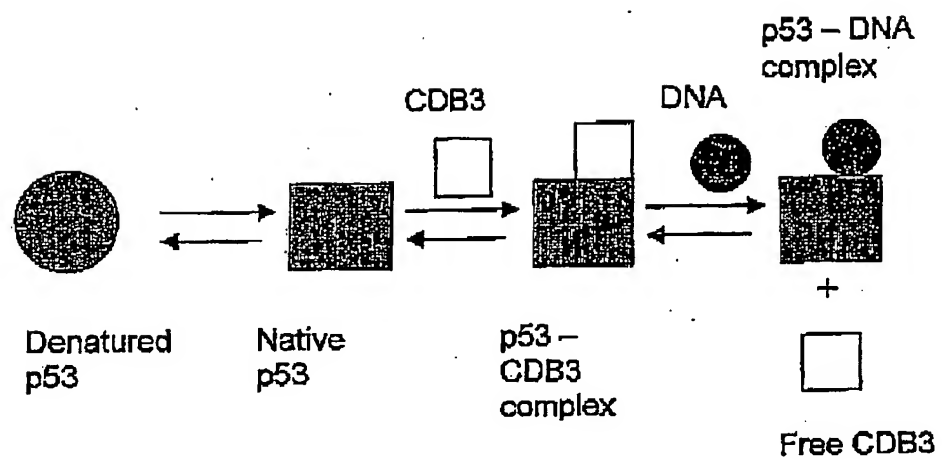 p53 – DNA
complex
CDB3
DNA
Denatured
p53
Native
p53
p53 –
CDB3
complex
+
Free CDB3